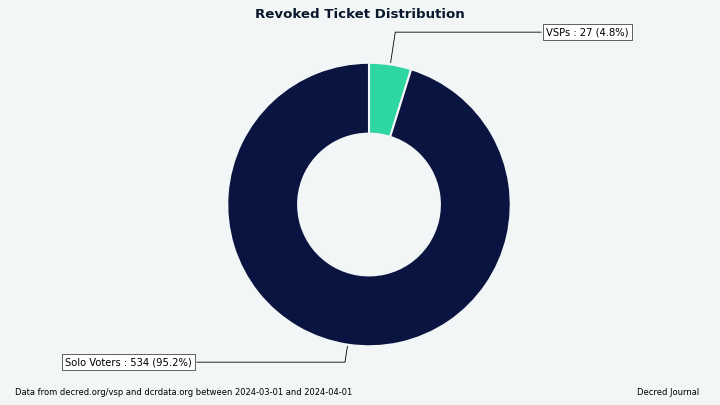 Revoked Ticket Distribution
VSPs : 27 (4.8%)
Solo Voters : 534 (95.2%)
Data from decred.org/vsp and dcrdata.org between 2024-03-01 and 2024-04-01
Decred Journal